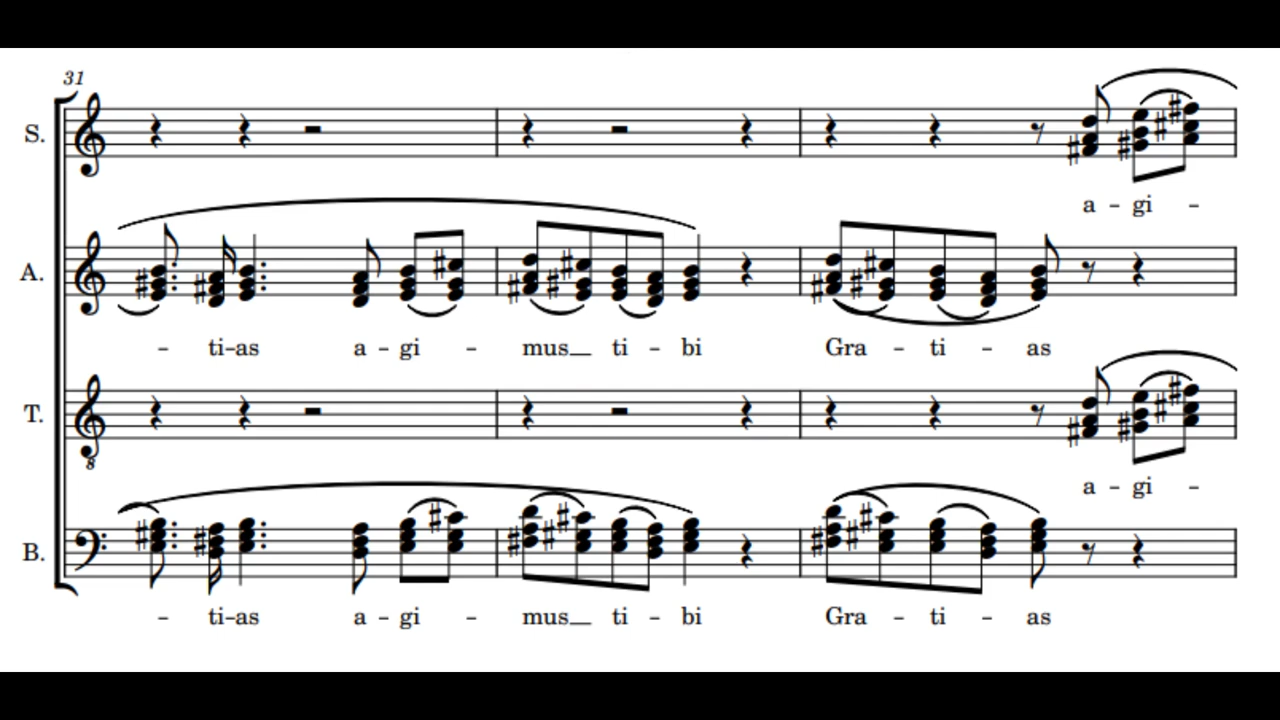 31
S.
a - gi -
A.
- ti-as a - gi - mus_ ti - bi Gra - ti - as
T.
8
a - gi -
B.
- ti-as a - gi - mus_ ti - bi Gra - ti - as